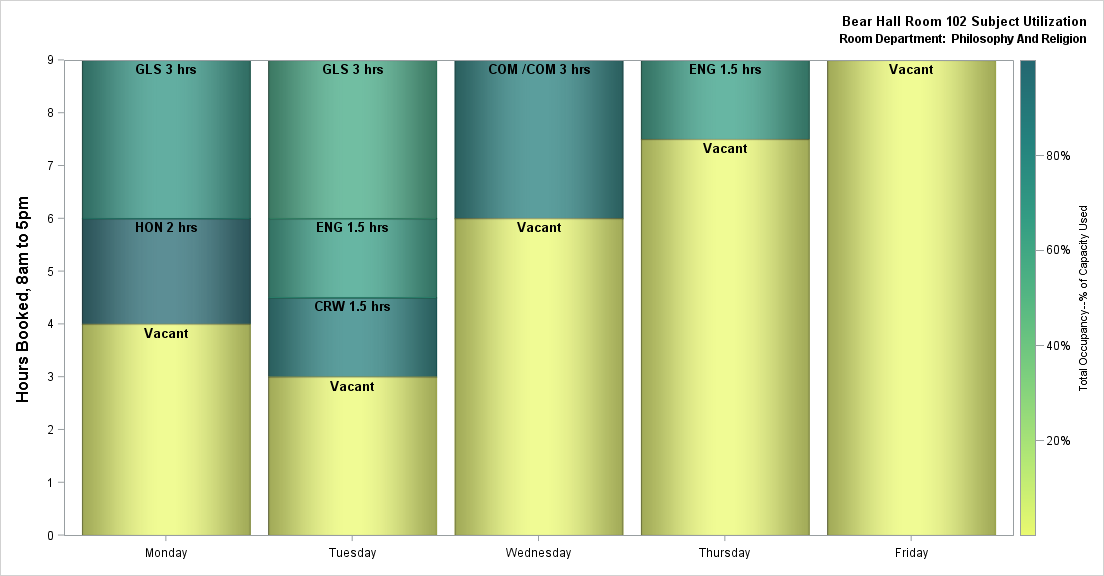 Bear Hall Room 102 Subject Utilization
Room Department: Philosophy And Religion
Hours Booked, 8am to 5pm
9
8
7
6
5
4
3
2
1
0
GLS 3 hrs
HON 2 hrs
Vacant
GLS 3 hrs
ENG 1.5 hrs
CRW 1.5 hrs
Vacant
COM /COM 3 hrs
Vacant
ENG 1.5 hrs
Vacant
Vacant
Monday
Tuesday
Wednesday
Thursday
Friday
80%
60%
40%
20%
Total Occupancy--% of Capacity Used